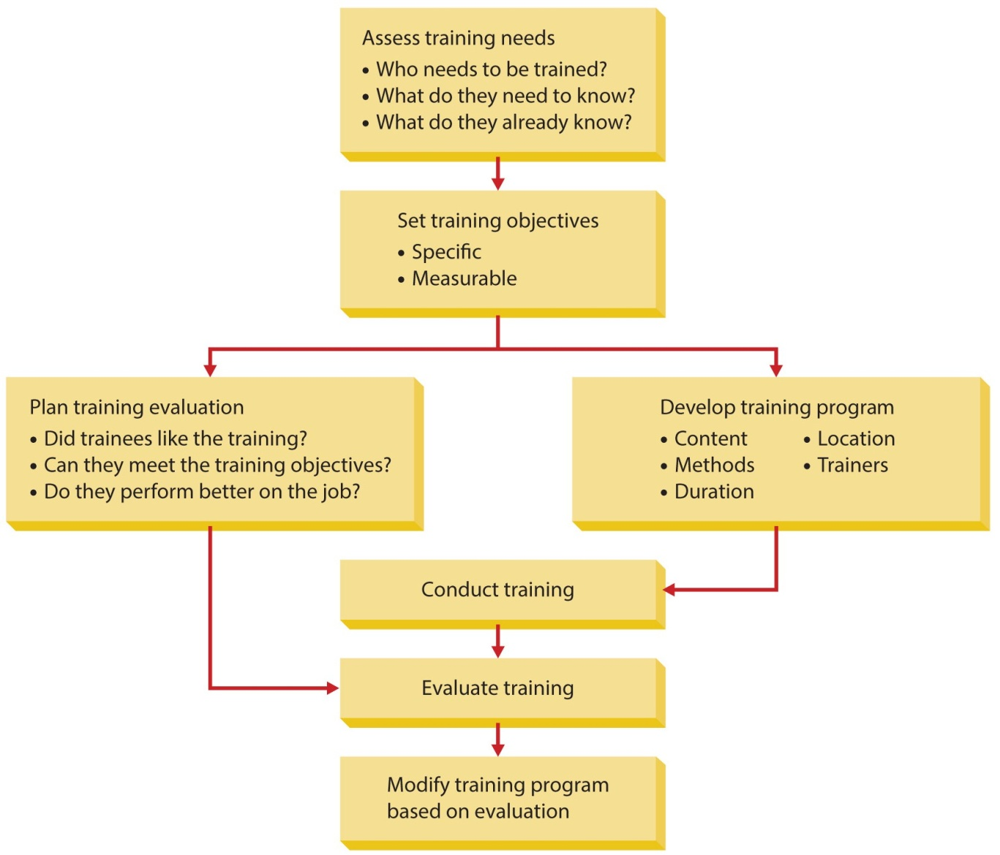 Assess training needs
• Who needs to be trained?
• What do they need to know?
• What do they already know?
Set training objectives
• Specific
• Measurable
Plan training evaluation
• Did trainees like the training?
• Can they meet the training objectives?
• Do they perform better on the job?
Develop training program
• Content
• Methods
• Duration
• Location
• Trainers
Conduct training
Evaluate training
Modify training program
based on evaluation